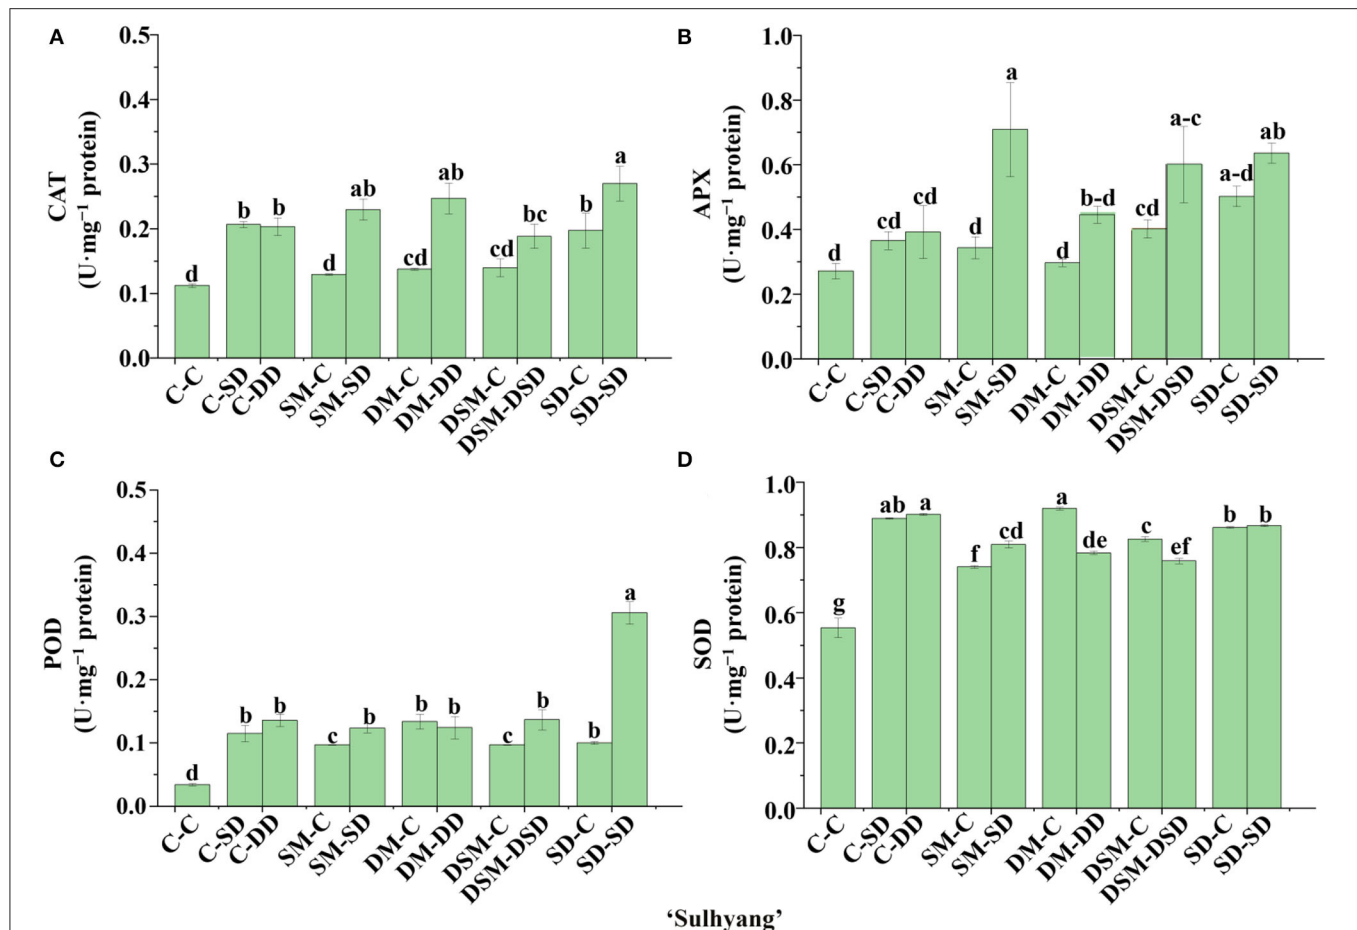 A
CAT
(U·mg⁻¹ protein)
0.5
0.4
0.3
0.2
0.1
0.0
d
b
b
d
ab
cd
ab
cd
bc
b
a
C-C
C-SD
C-DD
SM-C
SM-SD
DM-C
DM-DD
DSM-C
DSM-DSD
SD-C
SD-SD
B
APX
(U·mg⁻¹ protein)
1.0
0.8
0.6
0.4
0.2
0.0
d
cd
cd
d
a
d
b-d
cd
a-c
a-d
ab
C-C
C-SD
C-DD
SM-C
SM-SD
DM-C
DM-DD
DSM-C
DSM-DSD
SD-C
SD-SD
C
POD
(U·mg⁻¹ protein)
0.5
0.4
0.3
0.2
0.1
0.0
d
b
b
c
b
b
b
c
b
b
a
C-C
C-SD
C-DD
SM-C
SM-SD
DM-C
DM-DD
DSM-C
DSM-DSD
SD-C
SD-SD
D
SOD
(U·mg⁻¹ protein)
1.0
0.8
0.6
0.4
0.2
0.0
g
ab
a
f
cd
a
de
c
ef
b
b
C-C
C-SD
C-DD
SM-C
SM-SD
DM-C
DM-DD
DSM-C
DSM-DSD
SD-C
SD-SD
‘Sulhyang’